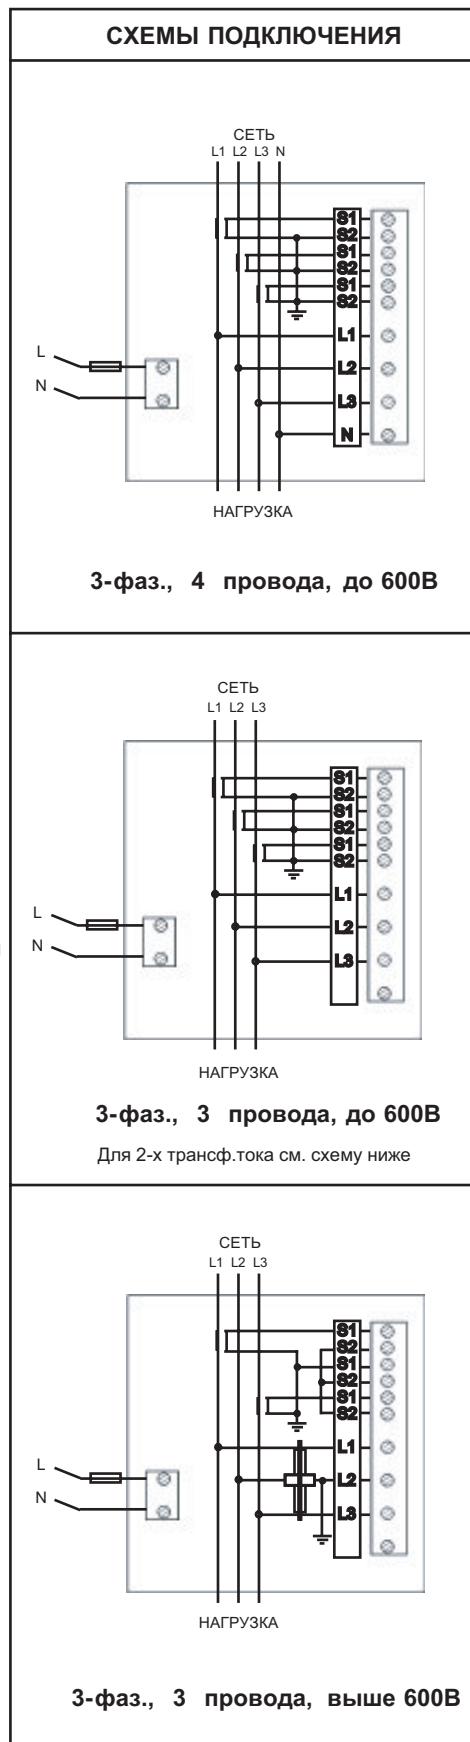 СХЕМЫ ПОДКЛЮЧЕНИЯ
СЕТЬ
L1 L2 L3 N
S1
S2
S1
S2
S1
S2
L1
L
L2
N
L3
N
НАГРУЗКА
3-фаз., 4 провода, до 600В
СЕТЬ
L1 L2 L3
S1
S2
S1
S2
S1
S2
L1
L
L2
N
L3
НАГРУЗКА
3-фаз., 3 провода, до 600В
Для 2-х трансф.тока см. схему ниже
СЕТЬ
L1 L2 L3
S1
S2
S1
S2
S1
S2
L1
L
L2
N
L3
НАГРУЗКА
3-фаз., 3 провода, выше 600В